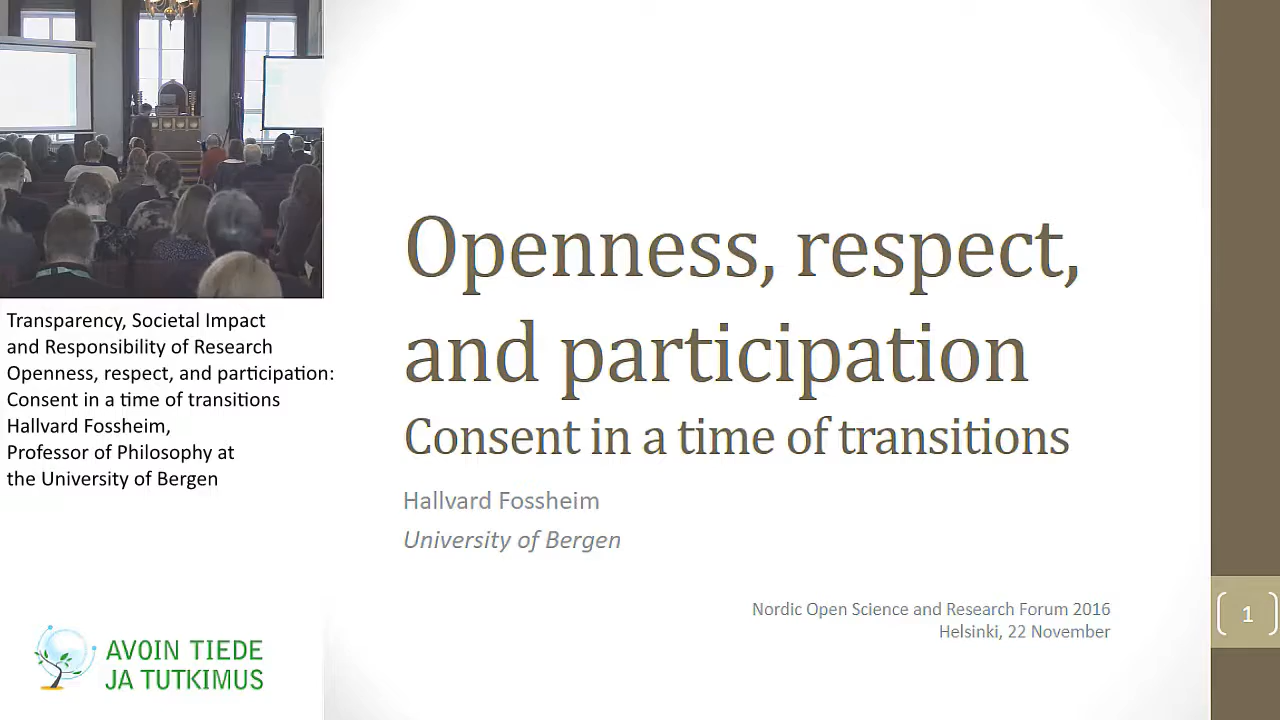 Transparency, Societal Impact
and Responsibility of Research
Openness, respect, and participation:
Consent in a time of transitions
Hallvard Fossheim,
Professor of Philosophy at
the University of Bergen
AVOIN TIEDE
JA TUTKIMUS
Openness, respect,
and participation
Consent in a time of transitions
Hallvard Fossheim
University of Bergen
Nordic Open Science and Research Forum 2016
Helsinki, 22 November
1